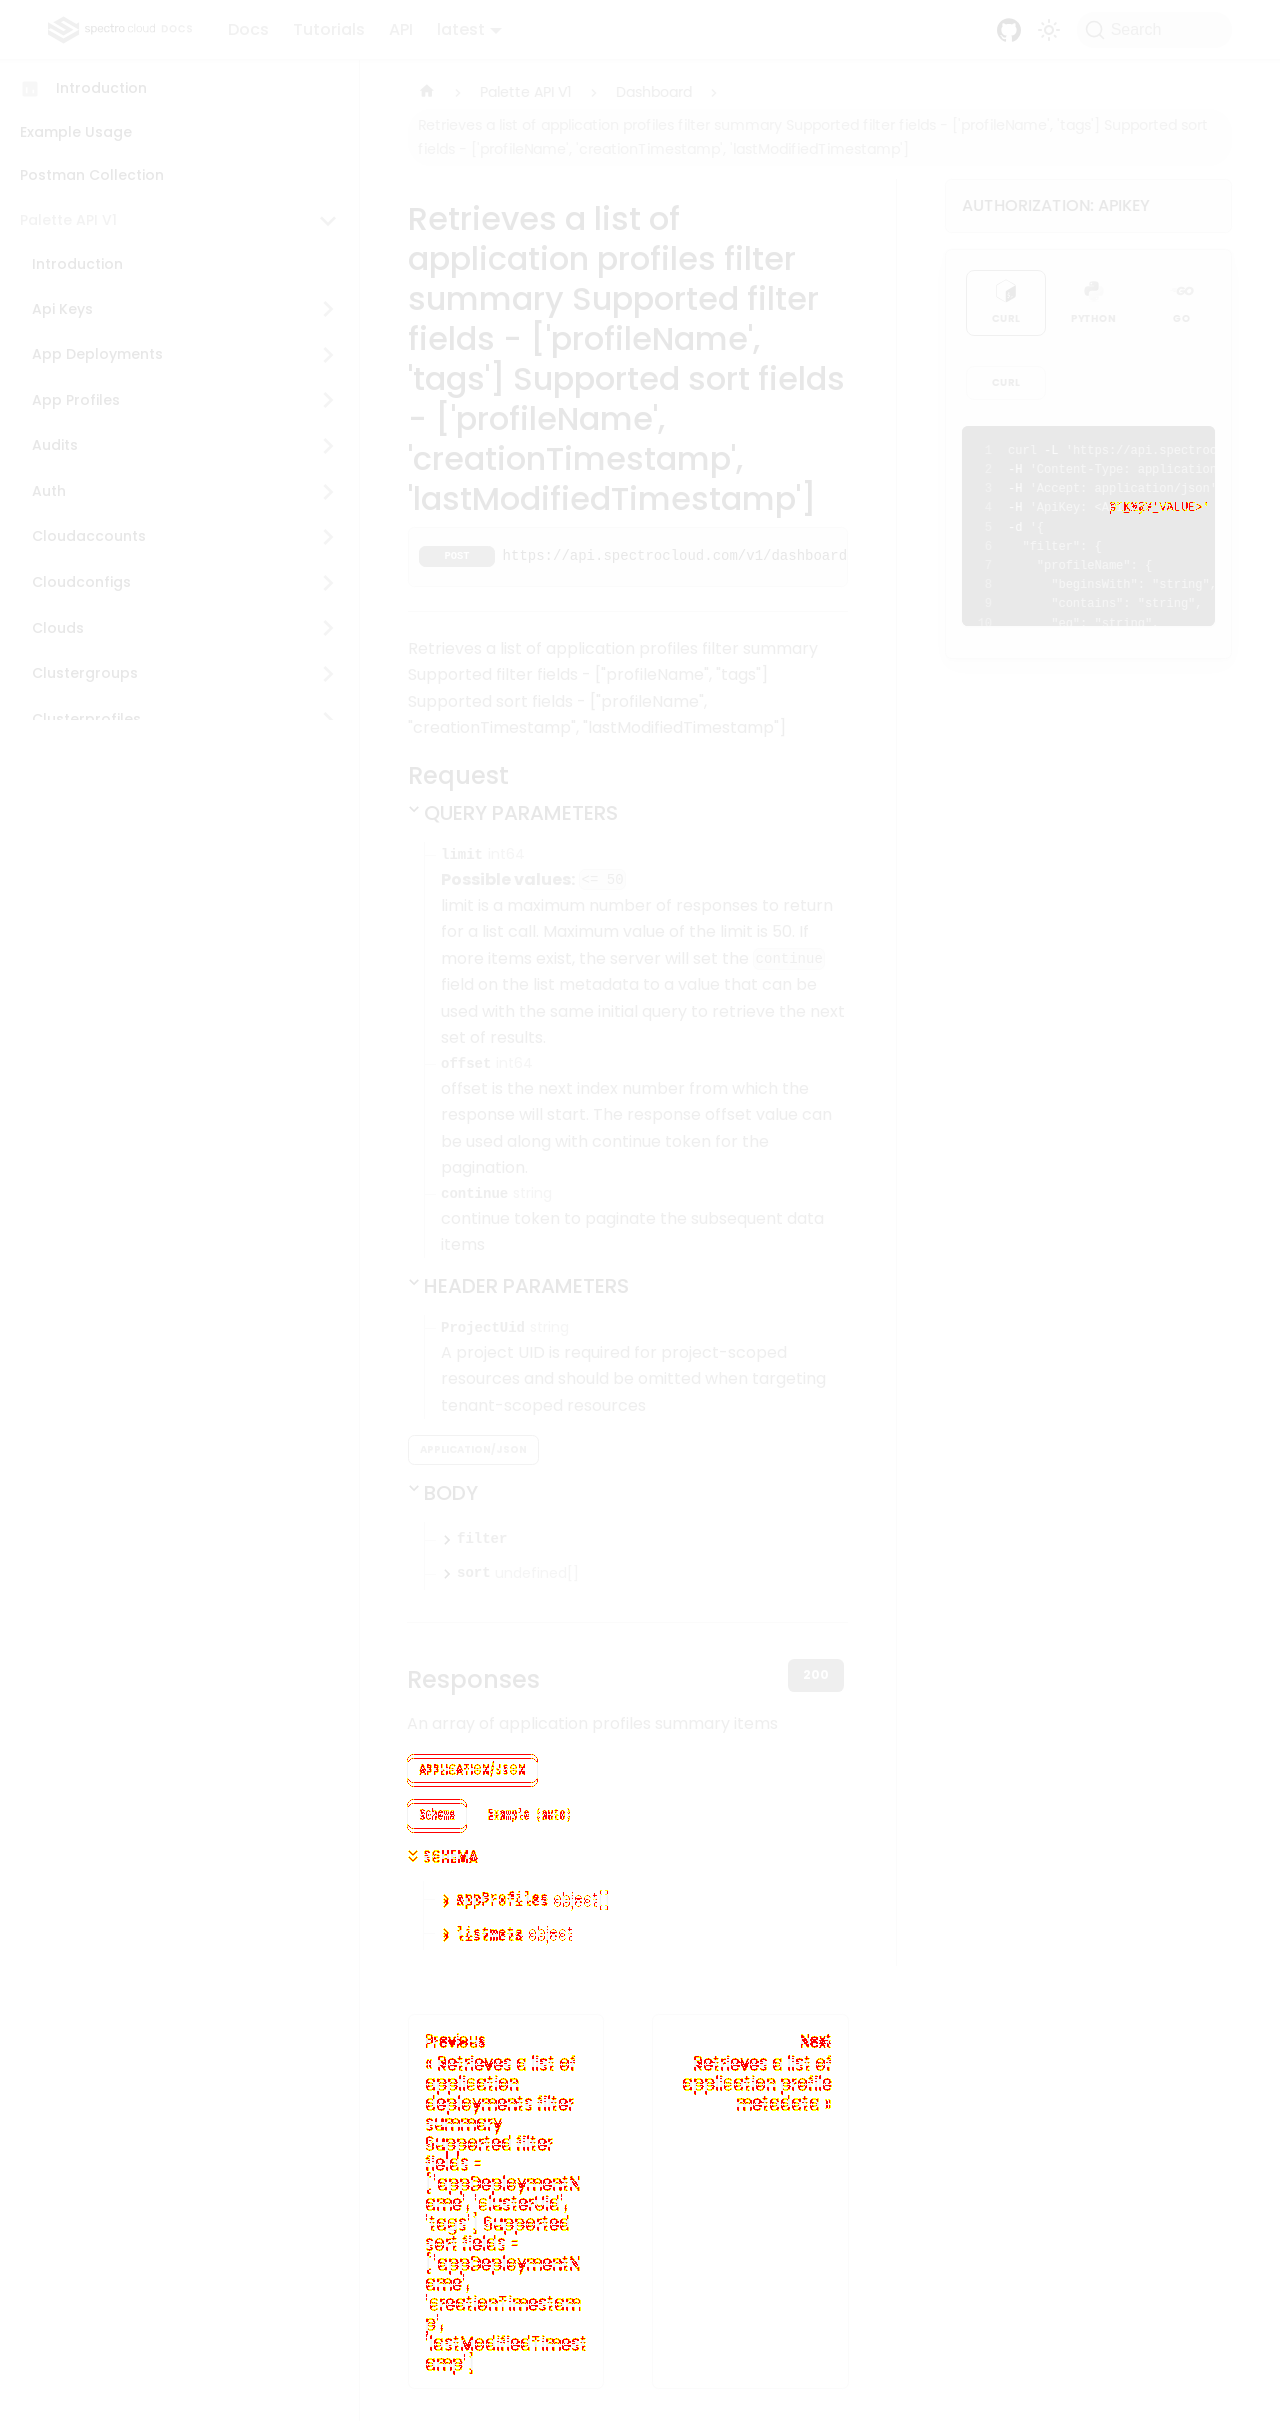 spectro cloud DOCS
Docs
Tutorials
API
latest
Search
Introduction
Example Usage
Postman Collection
Palette API V1
Introduction
Api Keys
App Deployments
App Profiles
Audits
Auth
Cloudaccounts
Cloudconfigs
Clouds
Clustergroups
Clusterprofiles
Palette API V1
Dashboard
Retrieves a list of application profiles filter summary Supported filter fields - ['profileName', 'tags'] Supported sort
fields - ['profileName', 'creationTimestamp', 'lastModifiedTimestamp']
Retrieves a list of
application profiles filter
summary Supported filter
fields - ['profileName',
'tags'] Supported sort fields
- ['profileName',
'creationTimestamp',
'lastModifiedTimestamp']
POST https://api.spectrocloud.com/v1/dashboard
Retrieves a list of application profiles filter summary
Supported filter fields - ["profileName", "tags"]
Supported sort fields - ["profileName",
"creationTimestamp", "lastModifiedTimestamp"]
Request
QUERY PARAMETERS
limit int64
Possible values: <= 50
limit is a maximum number of responses to return
for a list call. Maximum value of the limit is 50. If
more items exist, the server will set the continue
field on the list metadata to a value that can be
used with the same initial query to retrieve the next
set of results.
offset int64
offset is the next index number from which the
response will start. The response offset value can
be used along with continue token for the
pagination.
continue string
continue token to paginate the subsequent data
items
HEADER PARAMETERS
ProjectUid string
A project UID is required for project-scoped
resources and should be omitted when targeting
tenant-scoped resources
APPLICATION/JSON
BODY
filter
sort undefined[]
Responses
200
An array of application profiles summary items
APPLICATION/JSON
Schema
Example (auto)
SCHEMA
appProfiles object[]
listmeta object
Previous
« Retrieves a list of
application
deployments filter
summary
Supported filter
fields -
['appDeploymentN
ame', 'clusterUid',
'tags'] Supported
sort fields -
['appDeploymentN
ame',
'creationTimestam
p',
'lastModifiedTimest
amp']
Next
Retrieves a list of
application profile
metadata »
AUTHORIZATION: APIKEY
CURL
PYTHON
GO
CURL
1 curl -L 'https://api.spectroc
2 -H 'Content-Type: application
3 -H 'Accept: application/json'
4 -H 'ApiKey:
5 -d '{
6 "filter": {
7 "profileName": {
8 "beginsWith": "string",
9 "contains": "string",
10 "eq": "string",